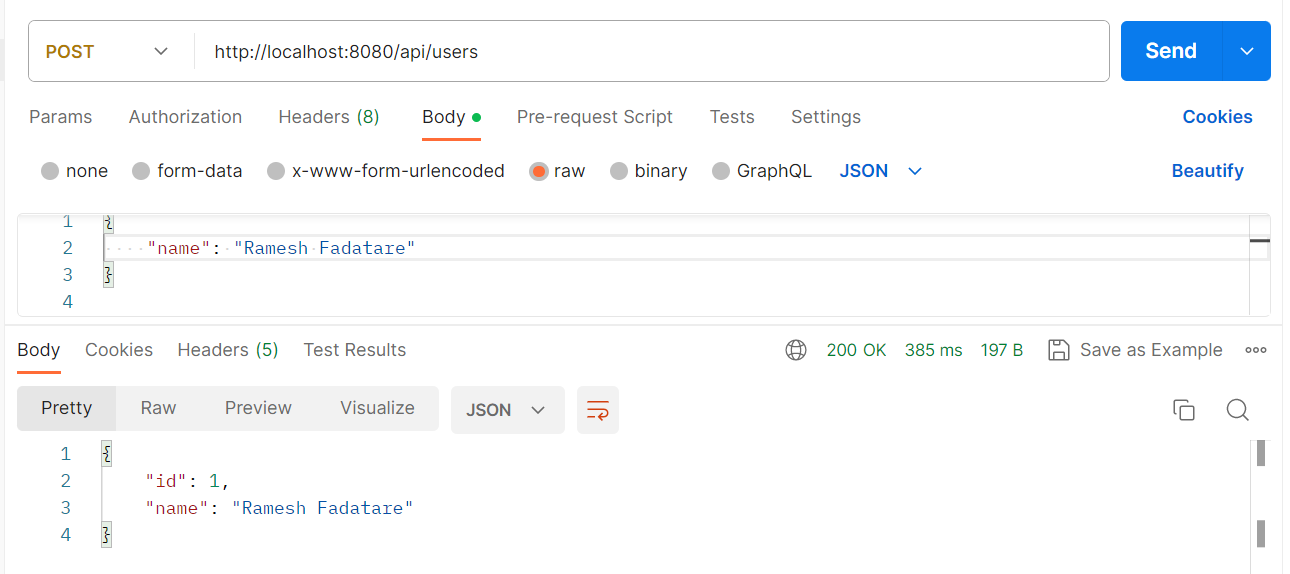 POST http://localhost:8080/api/users Send
Params Authorization Headers (8) Body Pre-request Script Tests Settings Cookies
none form-data x-www-form-urlencoded raw binary GraphQL JSON Beautify
1 {
2 "name": "Ramesh Fadatare"
3 }
4
Body Cookies Headers (5) Test Results 200 OK 385 ms 197 B Save as Example
Pretty Raw Preview Visualize JSON
1 {
2 "id": 1,
3 "name": "Ramesh Fadatare"
4 }